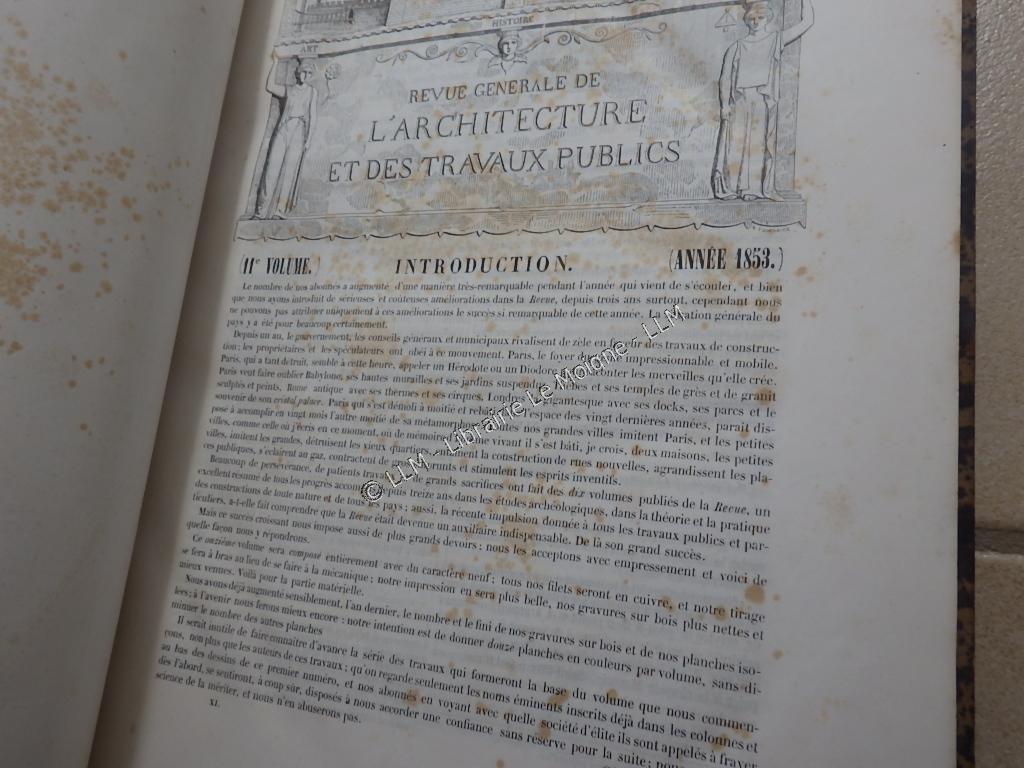 ART
HISTOIRE
REVUE GENERALE DE
L'ARCHITECTURE
ET DES TRAVAUX PUBLICS
(11e VOLUME.) INTRODUCTION. (ANNÉE 1853.)
Le nombre de nos abonnés a augmenté d'une manière très-remarquable pendant l'année qui vient de s'écouler, et bien
que nous ayons introduit de sérieuses et coûteuses améliorations dans la Revue, depuis trois ans surtout, cependant nous
ne pouvons pas attribuer uniquement à ces améliorations le succès si remarquable de cette année. La situation générale du
pays y a été pour beaucoup certainement.
Depuis un an, le gouvernement, les conseils généraux et municipaux rivalisent de zèle en faveur des travaux de construc-
tion; les propriétaires et les spéculateurs ont obéi à ce mouvement. Paris, le foyer impressionnable et mobile.
Paris, qui a tant détruit, semble à cette heure, appeler un Hérodote ou un Diodore raconter les merveilles qu'elle crée.
Paris veut faire oublier Babylone, ses hautes murailles et ses jardins suspendus, Thèbes et ses temples de grès et de granit
sculptés et peints, Rome antique avec ses thermes et ses cirques, Londres gigantesque avec ses docks, ses parcs et le
souvenir de son cristal palace. Paris qui s'est démoli à moitié et rebâti l'espace des vingt dernières années, paraît dis-
posé à accomplir en vingt mois l'autre moitié de sa métamorphose. Toutes nos grandes villes imitent Paris, et les petites
villes, comme celle où j'écris en ce moment, où de mémoire vivant il s'est bâti, je crois, deux maisons, les petites
villes, imitent les grandes, détruisent les vieux quartiers, la construction de rues nouvelles, agrandissent les pla-
ces publiques, s'éclairent au gaz, contractent de emprunts et stimulent les esprits inventifs.
Beaucoup de perséverance, de patients travaux, de grands sacrifices ont fait des dix volumes publiés de la Revue, un
excellent résumé de tous les progrès accomplis depuis treize ans dans les études archéologiques, dans la théorie et la pratique
des constructions de toute nature et de tous les pays; aussi, la récente impulsion donnée à tous les travaux publics et par-
ticuliers, a-t-elle fait comprendre que la Revue était devenue un auxiliaire indispensable. De là son grand succès.
Mais ce succès croissant nous impose aussi de plus grands devoirs: nous les acceptons avec empressement et voici de
quelle façon nous y répondrons.
Ce onzième volume sera composé entièrement avec du caractère neuf; tous nos filets seront en cuivre, et notre tirage
se fera à bras au lieu de se faire à la mécanique; notre impression en sera plus belle, nos gravures sur bois plus nettes et
mieux venues. Voilà pour la partie matérielle.
Nous avons déjà augmenté sensiblement, l'an dernier, le nombre et le fini de nos gravures sur bois et de nos planches iso-
lées; à l'avenir nous ferons mieux encore: notre intention est de donner douze planches en couleurs par volume, sans di-
minuer le nombre des autres planches
Il serait inutile de faire connaître d'avance la série des travaux qui formeront la base du volume que nous commen-
çons, non plus que les auteurs de ces travaux; qu'on regarde seulement les noms éminents inscrits déjà dans les colonnes et
au bas des dessins de ce premier numéro, et nos abonnés en voyant avec quelle société d'élite ils sont appelés à frayer
dès l'abord, se sentiront, à coup sûr, disposés à nous accorder une confiance sans réserve pour la suite;
science de la mériter, et nous n'en abuserons pas.
XI.
© LLM - Librairie Le Molone - LLM